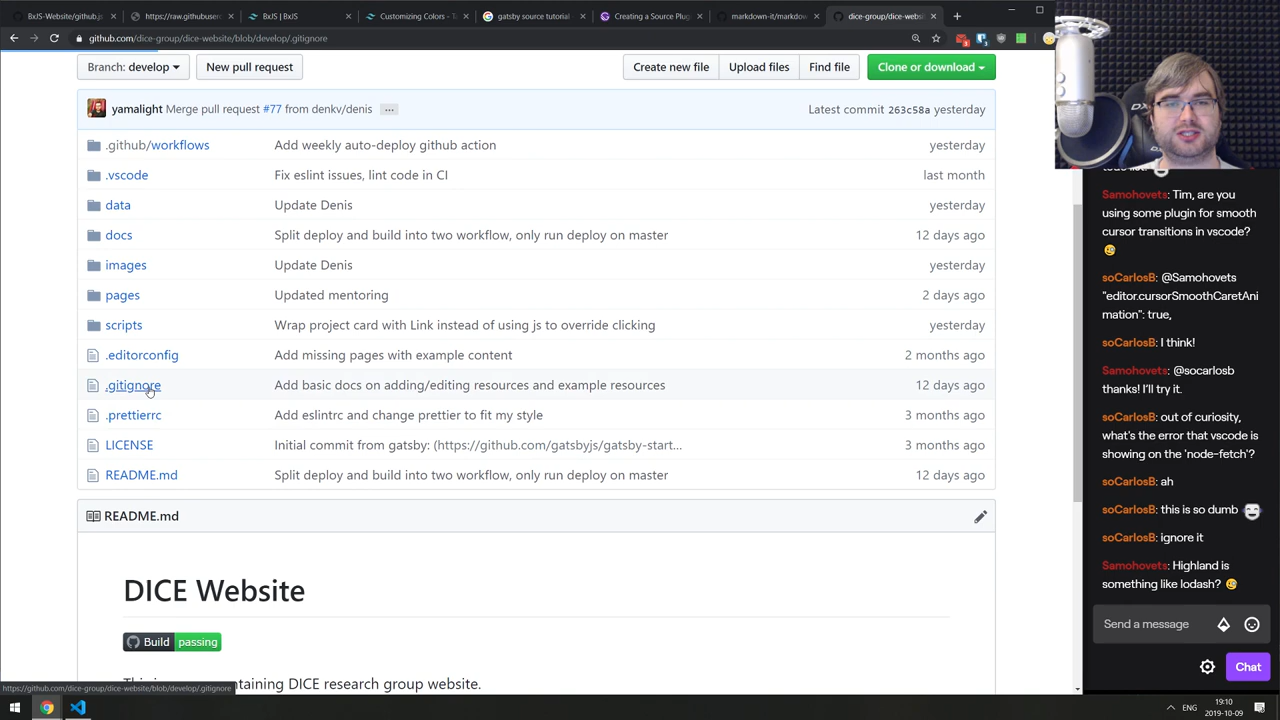 BxJS-Website/github.co
https://raw.githubusen
BxJS | BxJS
Customizing Colors - Ta
gatsby source tutorial
Creating a Source Plug
markdown-it/markdow
dice-group/dice-websi
github.com/dice-group/dice-website/blob/develop/.gitignore
Branch: develop
New pull request
Create new file
Upload files
Find file
Clone or download
yamalight Merge pull request #77 from denkv/denis ...
Latest commit 263c58a yesterday
.github/workflows Add weekly auto-deploy github action yesterday
.vscode Fix eslint issues, lint code in CI last month
data Update Denis yesterday
docs Split deploy and build into two workflow, only run deploy on master 12 days ago
images Update Denis yesterday
pages Updated mentoring 2 days ago
scripts Wrap project card with Link instead of using js to override clicking yesterday
.editorconfig Add missing pages with example content 2 months ago
.gitignore Add basic docs on adding/editing resources and example resources 12 days ago
.prettierrc Add eslintrc and change prettier to fit my style 3 months ago
LICENSE Initial commit from gatsby: (https://github.com/gatsbyjs/gatsby-start... 3 months ago
README.md Split deploy and build into two workflow, only run deploy on master 12 days ago
README.md
DICE Website
Build passing
containing DICE research group website.
https://github.com/dice-group/dice-website/blob/develop/.gitignore
Samohovets: Tim, are you
using some plugin for smooth
cursor transitions in vscode?
soCarlosB: @Samohovets
"editor.cursorSmoothCaretAni
mation": true,
soCarlosB: I think!
Samohovets: @socarlosb
thanks! I'll try it.
soCarlosB: out of curiosity,
what's the error that vscode is
showing on the 'node-fetch'?
soCarlosB: ah
soCarlosB: this is so dumb
soCarlosB: ignore it
Samohovets: Highland is
something like lodash?
Send a message
Chat
ENG
19:10
2019-10-09